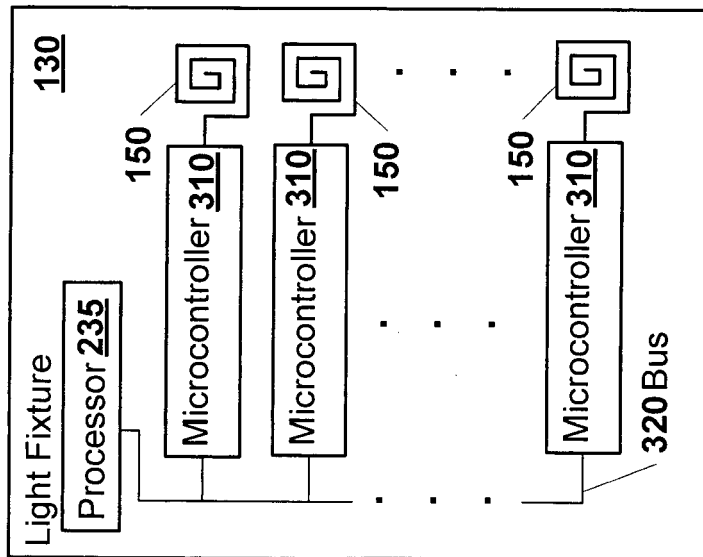 Light Fixture
130
Processor 235
Microcontroller 310
150
Microcontroller 310
150
Microcontroller 310
150
320 Bus